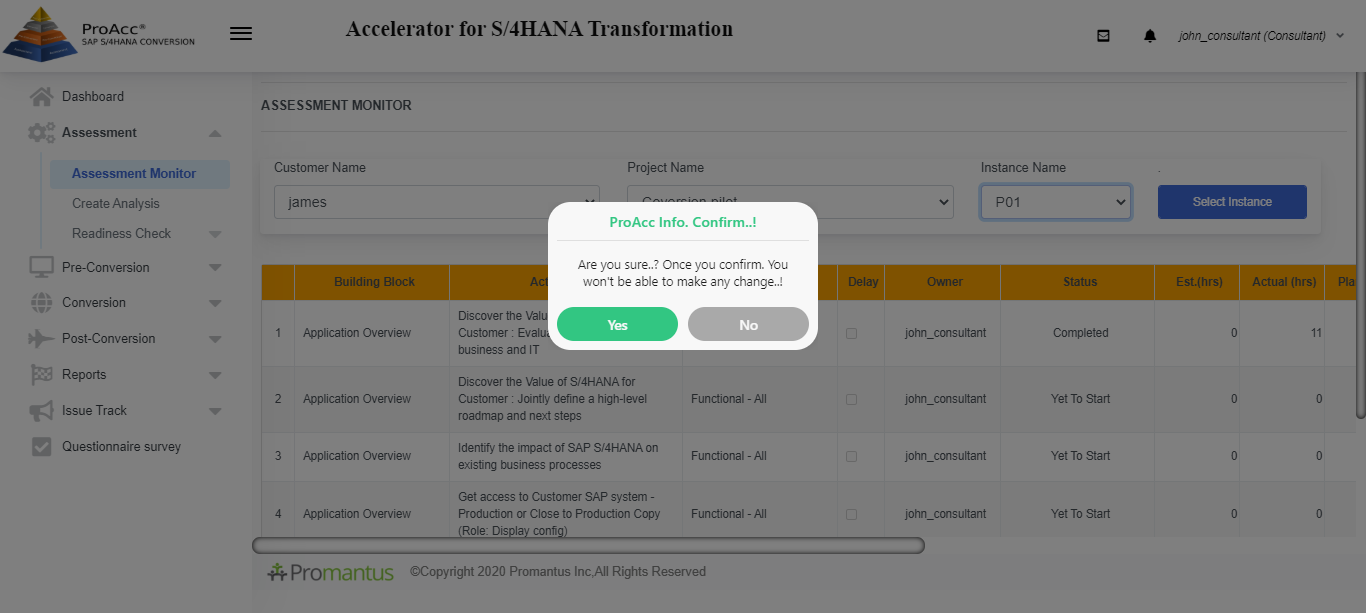 ProAcc®
SAP S/4HANA CONVERSION
Accelerator for S/4HANA Transformation
john_consultant (Consultant)
Dashboard
Assessment
Assessment Monitor
Create Analysis
Readiness Check
Pre-Conversion
Conversion
Post-Conversion
Reports
Issue Track
Questionnaire survey
ASSESSMENT MONITOR
Customer Name
Project Name
Instance Name
.
james
Coversion pilot
P01
Select Instance
ProAcc Info. Confirm..!
Are you sure..? Once you confirm. You
won't be able to make any change..!
Yes
No
Building Block
Act
Delay
Owner
Status
Est.(hrs)
Actual (hrs)
Pla
1
Application Overview
Discover the Valu
Customer : Evalua
business and IT
john_consultant
Completed
0
11
2
Application Overview
Discover the Value of S/4HANA for
Customer : Jointly define a high-level
roadmap and next steps
Functional - All
john_consultant
Yet To Start
0
0
3
Application Overview
Identify the impact of SAP S/4HANA on
existing business processes
Functional - All
john_consultant
Yet To Start
0
0
4
Application Overview
Get access to Customer SAP system -
Production or Close to Production Copy
(Role: Display config)
Functional - All
john_consultant
Yet To Start
0
0
Promantus
©Copyright 2020 Promantus Inc,All Rights Reserved